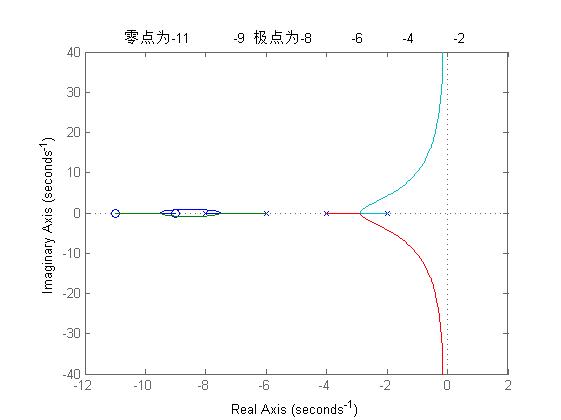 零点为-11 -9 极点为-8 -6 -4 -2
40
30
20
10
0
-10
-20
-30
-40
Imaginary Axis (seconds⁻¹)
-12 -10 -8 -6 -4 -2 0 2
Real Axis (seconds⁻¹)